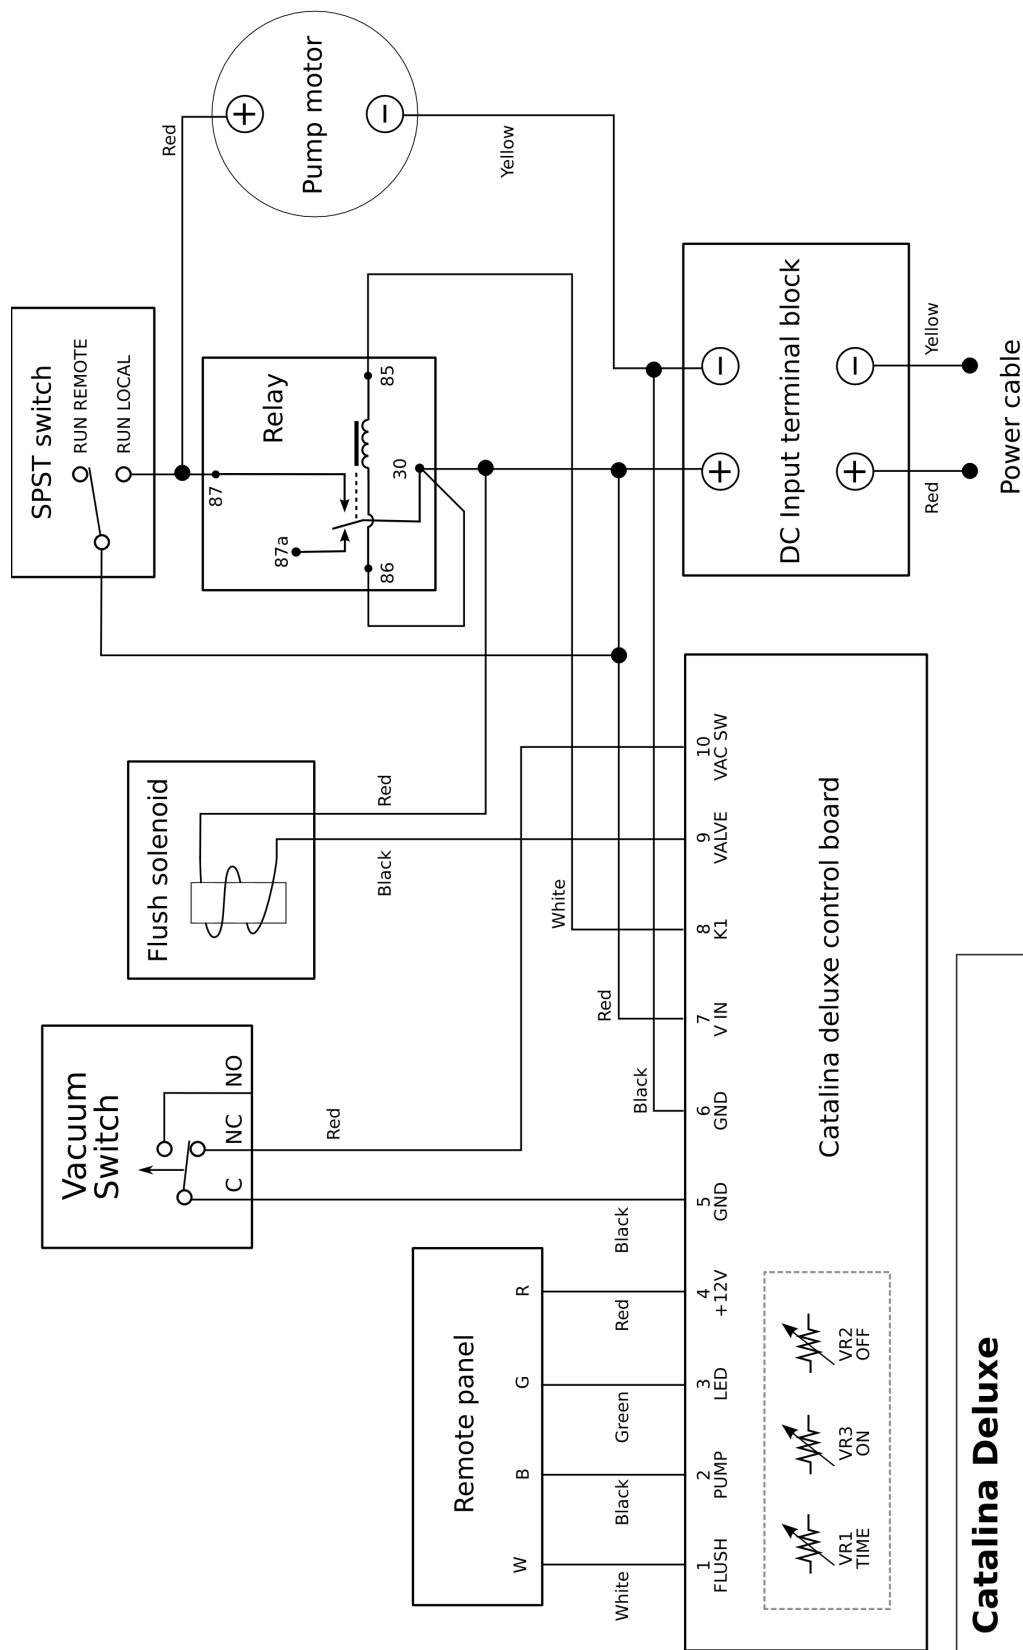 SPST switch
RUN REMOTE
RUN LOCAL
Red
+
Pump motor
−
Yellow
Relay
87
87a
30
85
86
DC Input terminal block
−
+
−
+
Yellow
Red
Power cable
Flush solenoid
Red
Black
White
Vacuum
Switch
C
NC
NO
Red
Black
Red
Black
Remote panel
W
B
G
R
White
Black
Green
Red
1
FLUSH
2
PUMP
3
LED
4
+12V
5
GND
6
GND
7
V IN
8
K1
9
VALVE
10
VAC SW
Catalina deluxe control board
VR1
TIME
VR3
ON
VR2
OFF
Catalina Deluxe